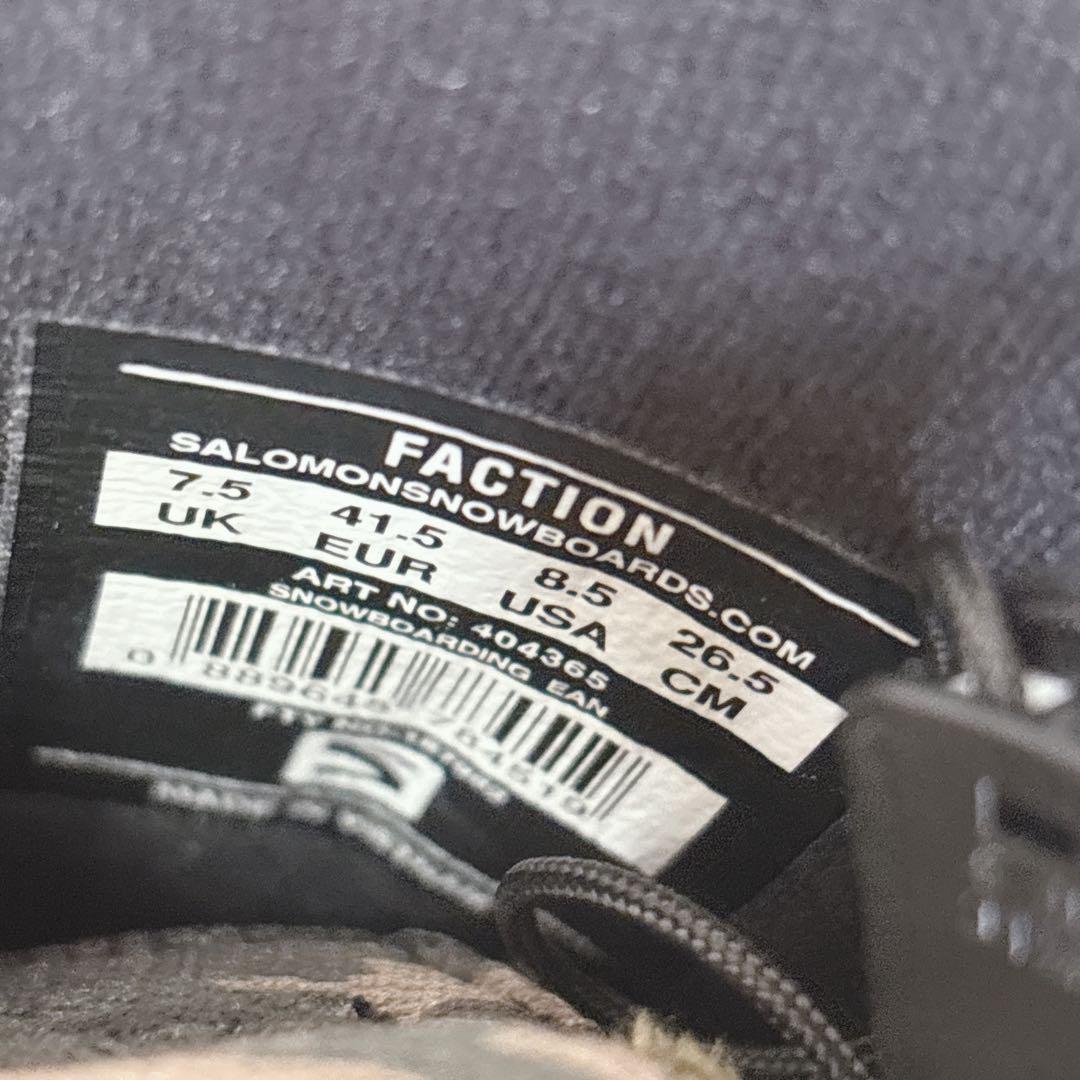 FACTION
SALOMONSNOWBOARDS.COM
7.5 41.5 8.5 26.5
UK EUR USA CM
ART NO: 404365
SNOWBOARDING EAN
MADE